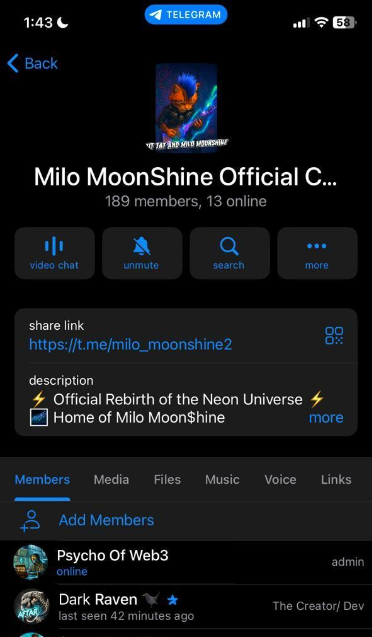 1:43
TELEGRAM
58
Back
TAT AND MILO MOONSHINE
Milo MoonShine Official C...
189 members, 13 online
video chat
unmute
search
more
share link
https://t.me/milo_moonshine2
description
⚡ Official Rebirth of the Neon Universe ⚡
Home of Milo Moon$hine
more
Members Media Files Music Voice Links
Add Members
Psycho Of Web3
online
admin
Dark Raven
last seen 42 minutes ago
The Creator/ Dev